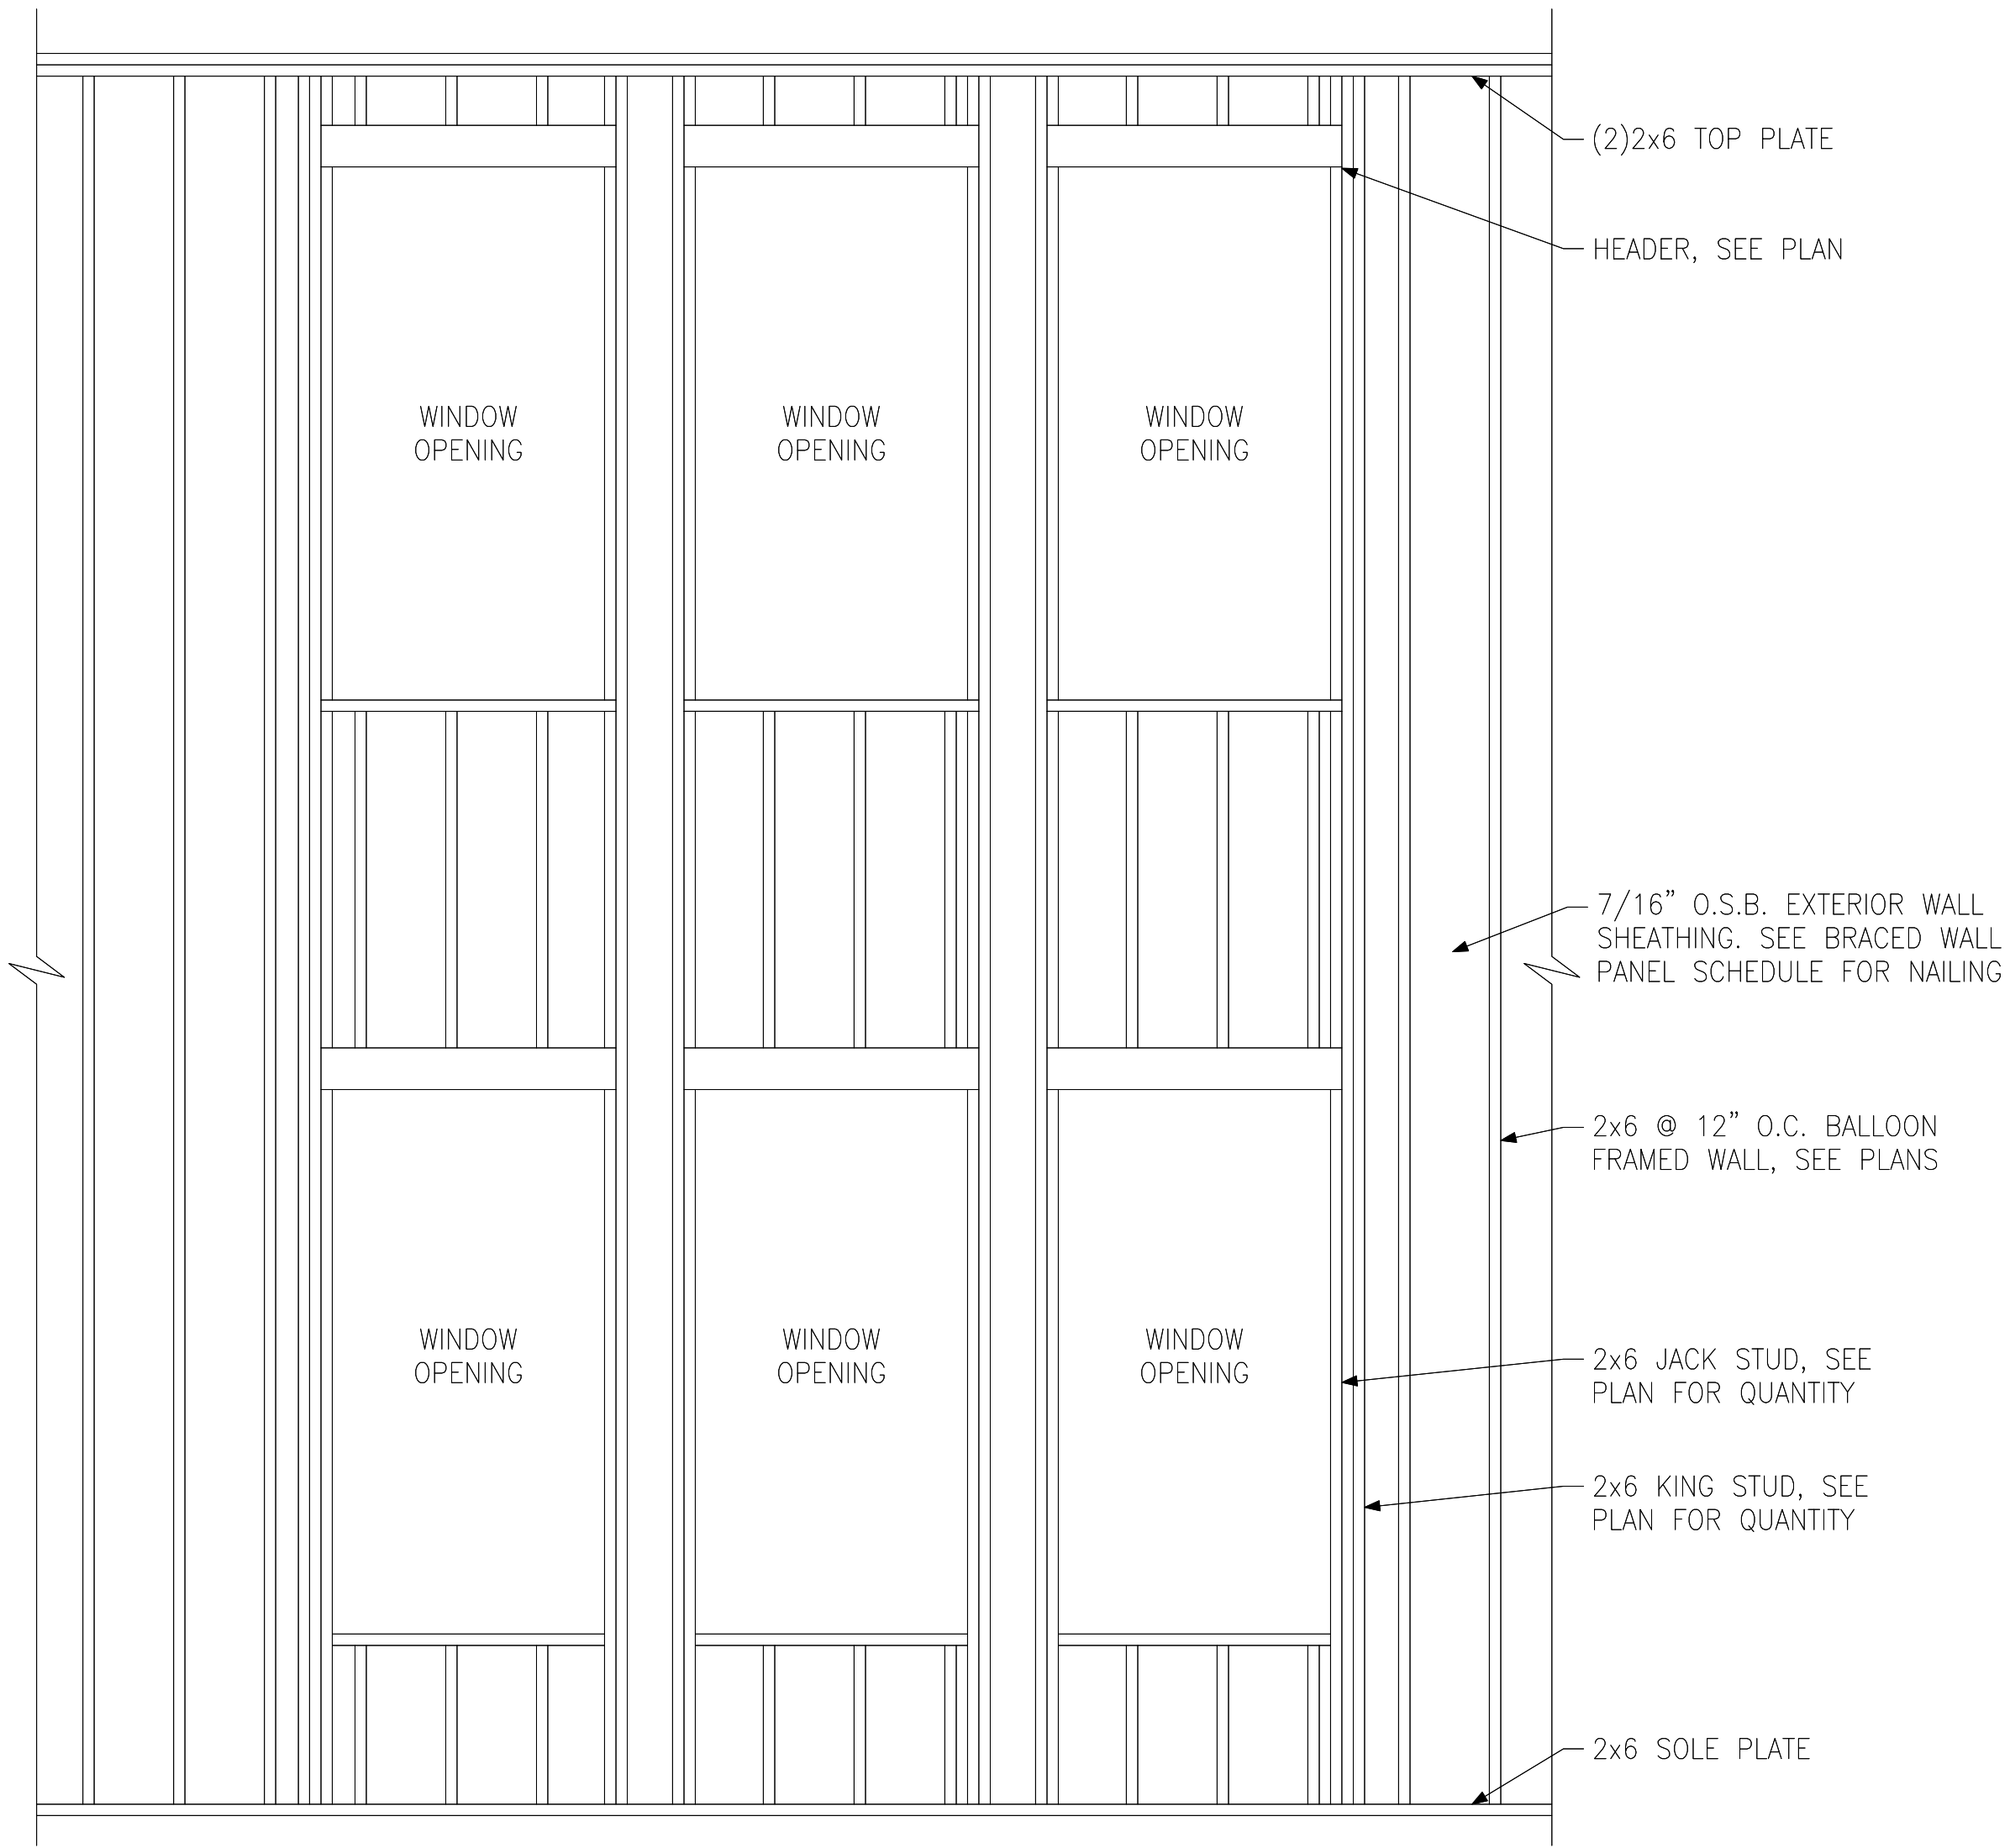 (2)2x6 TOP PLATE
HEADER, SEE PLAN
WINDOW
OPENING
WINDOW
OPENING
WINDOW
OPENING
7/16” O.S.B. EXTERIOR WALL
SHEATHING. SEE BRACED WALL
PANEL SCHEDULE FOR NAILING
2x6 @ 12” O.C. BALLOON
FRAMED WALL, SEE PLANS
WINDOW
OPENING
WINDOW
OPENING
WINDOW
OPENING
2x6 JACK STUD, SEE
PLAN FOR QUANTITY
2x6 KING STUD, SEE
PLAN FOR QUANTITY
2x6 SOLE PLATE